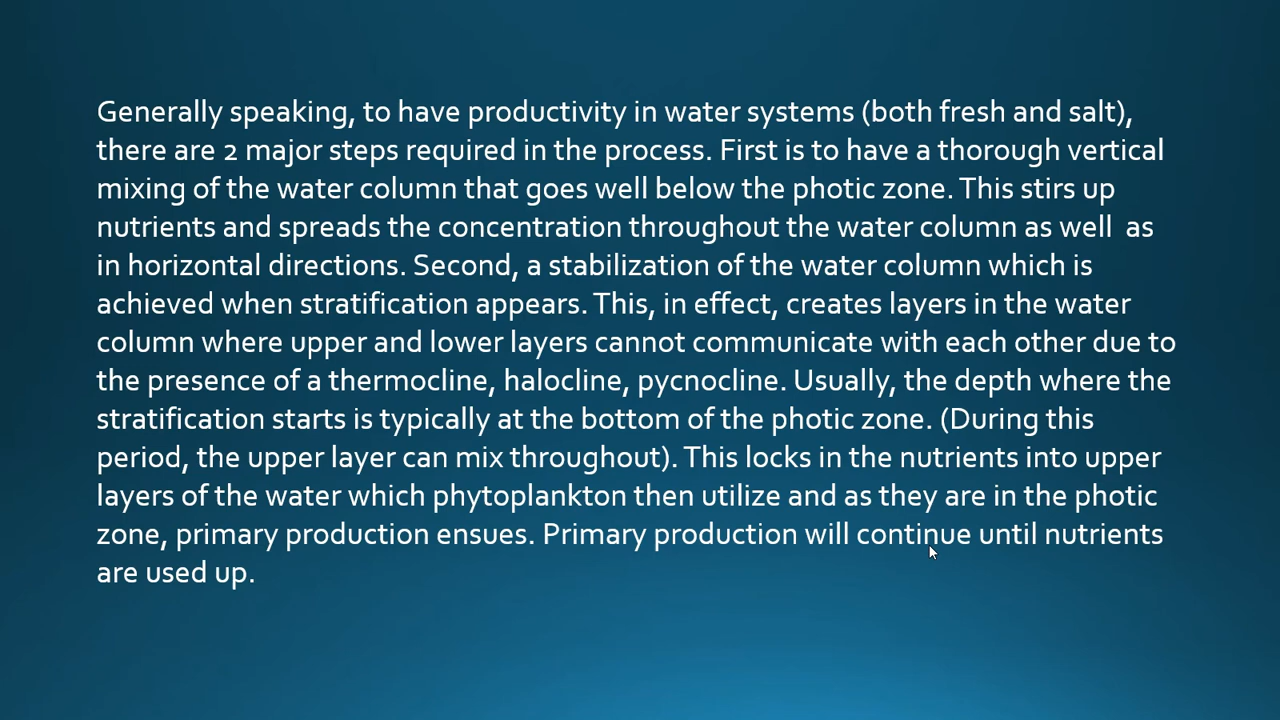 Generally speaking, to have productivity in water systems (both fresh and salt),
there are 2 major steps required in the process. First is to have a thorough vertical
mixing of the water column that goes well below the photic zone. This stirs up
nutrients and spreads the concentration throughout the water column as well  as
in horizontal directions. Second, a stabilization of the water column which is
achieved when stratification appears. This, in effect, creates layers in the water
column where upper and lower layers cannot communicate with each other due to
the presence of a thermocline, halocline, pycnocline. Usually, the depth where the
stratification starts is typically at the bottom of the photic zone. (During this
period, the upper layer can mix throughout). This locks in the nutrients into upper
layers of the water which phytoplankton then utilize and as they are in the photic
zone, primary production ensues. Primary production will continue until nutrients
are used up.